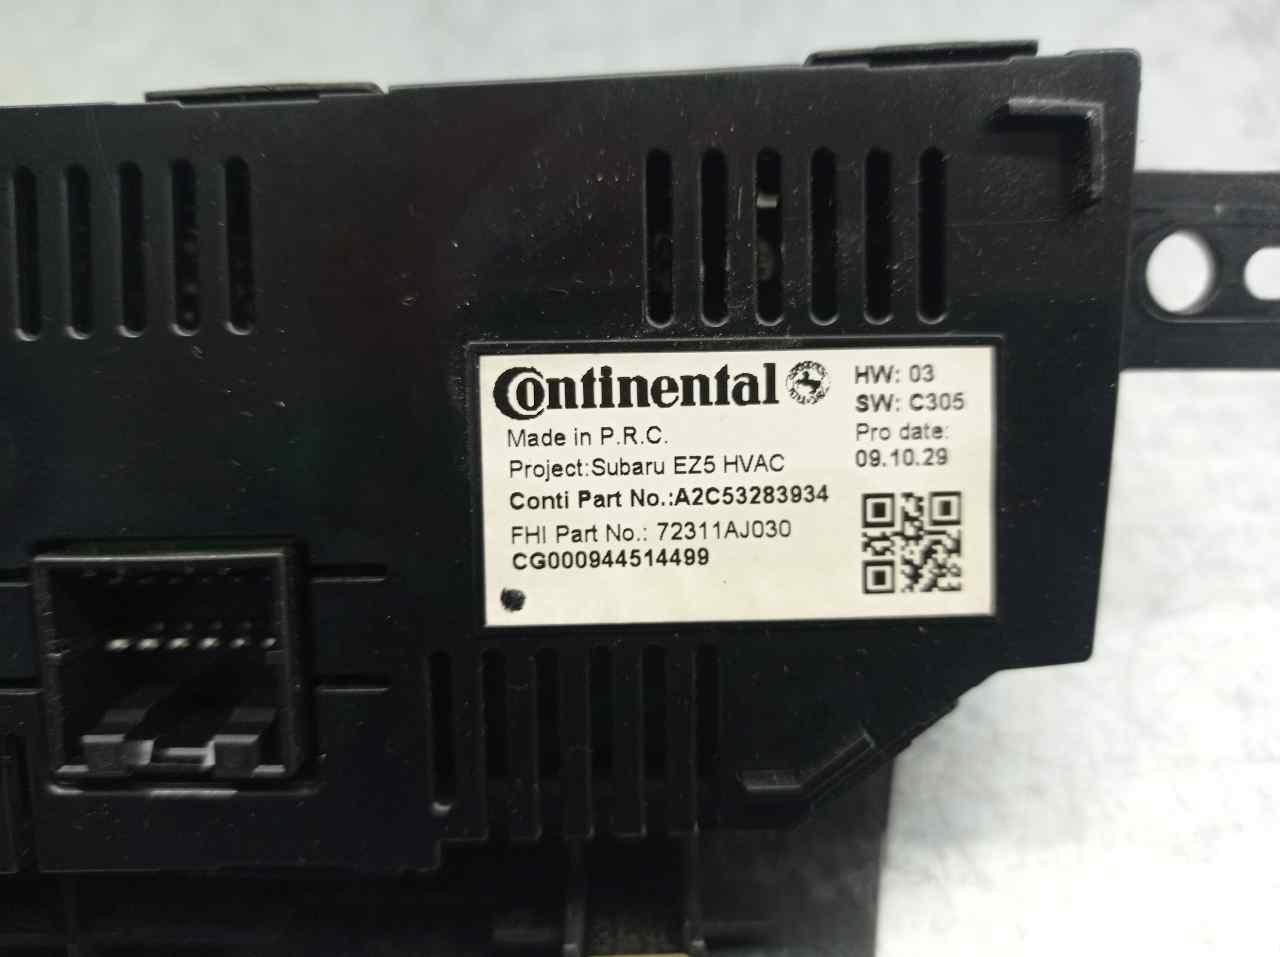 Continental
Made in P.R.C.
Project:Subaru EZ5 HVAC
Conti Part No.:A2C53283934
FHI Part No.: 72311AJ030
CG000944514499
HW: 03
SW: C305
Pro date:
09.10.29